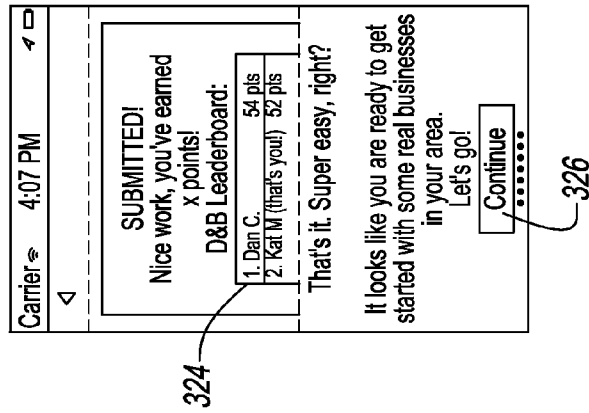 Carrier 4:07 PM
SUBMITTED!
Nice work, you've earned
x points!
D&B Leaderboard:
1. Dan C. 54 pts
2. Kat M (that's you!) 52 pts
That's it. Super easy, right?
It looks like you are ready to get
started with some real businesses
in your area.
Let's go!
Continue
324
326